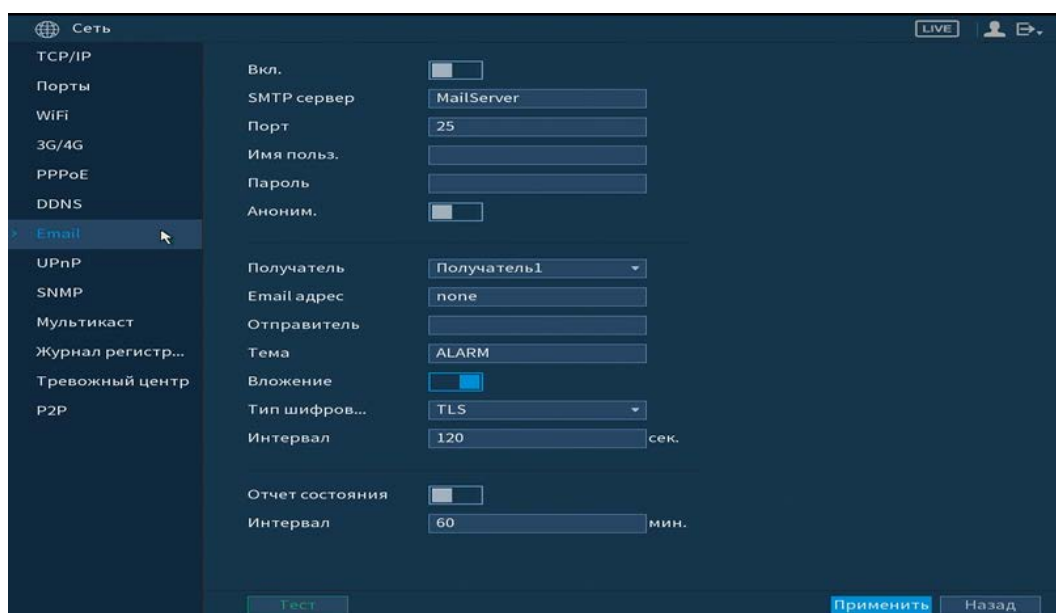 Сеть
LIVE
TCP/IP
Порты
WiFi
3G/4G
PPPoE
DDNS
Email
UPnP
SNMP
Мультикаст
Журнал регистр...
Тревожный центр
P2P
Вкл.
SMTP сервер MailServer
Порт 25
Имя польз.
Пароль
Аноним.
Получатель Получатель1
Email адрес none
Отправитель
Тема ALARM
Вложение
Тип шифров... TLS
Интервал 120 сек.
Отчет состояния
Интервал 60 мин.
Тест
Применить Назад